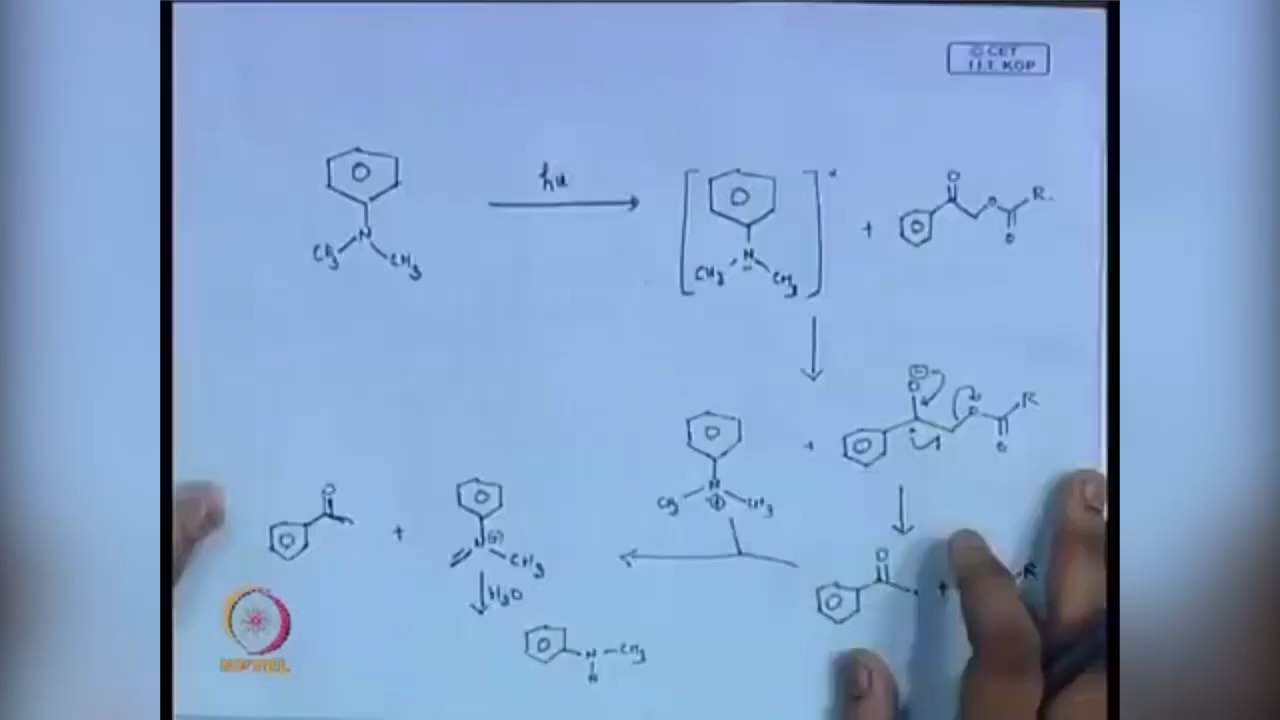 © CET
I.I.T. KGP
hν
O
O
R.
O
N
CH3
CH3
N
CH3
CH3
+
O
O
R
O
+
N
CH3
CH3
O
+
N
CH3
+
O
R
H2O
N
CH3
H
NPTEL